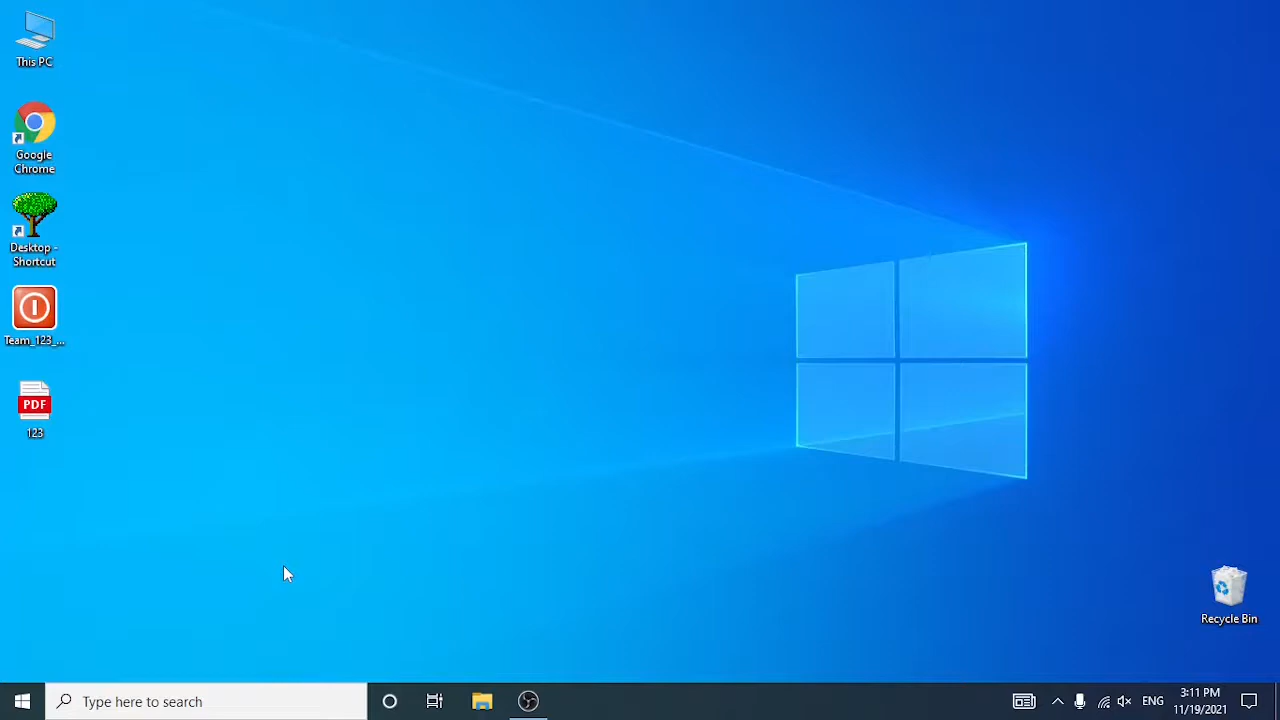 This PC
Google
Chrome
Desktop -
Shortcut
Team_123_...
PDF
123
Recycle Bin
Type here to search
ENG
3:11 PM
11/19/2021